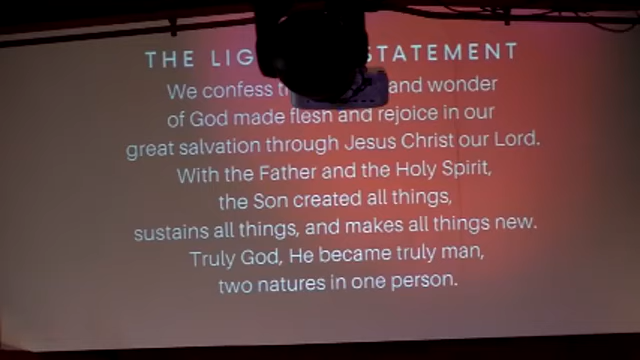 THE LIG STATEMENT
We confess t and wonder
of God made flesh and rejoice in our
great salvation through Jesus Christ our Lord.
With the Father and the Holy Spirit,
the Son created all things,
sustains all things, and makes all things new.
Truly God, He became truly man,
two natures in one person.